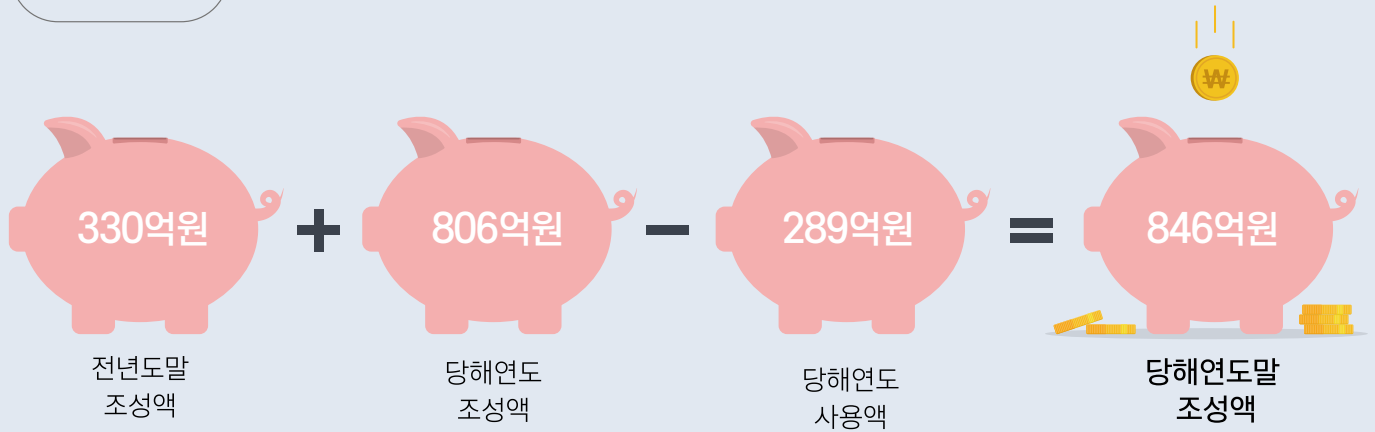 330억원
+
806억원
-
289억원
=
846억원
₩
전년도말
조성액
당해연도
조성액
당해연도
사용액
당해연도말
조성액